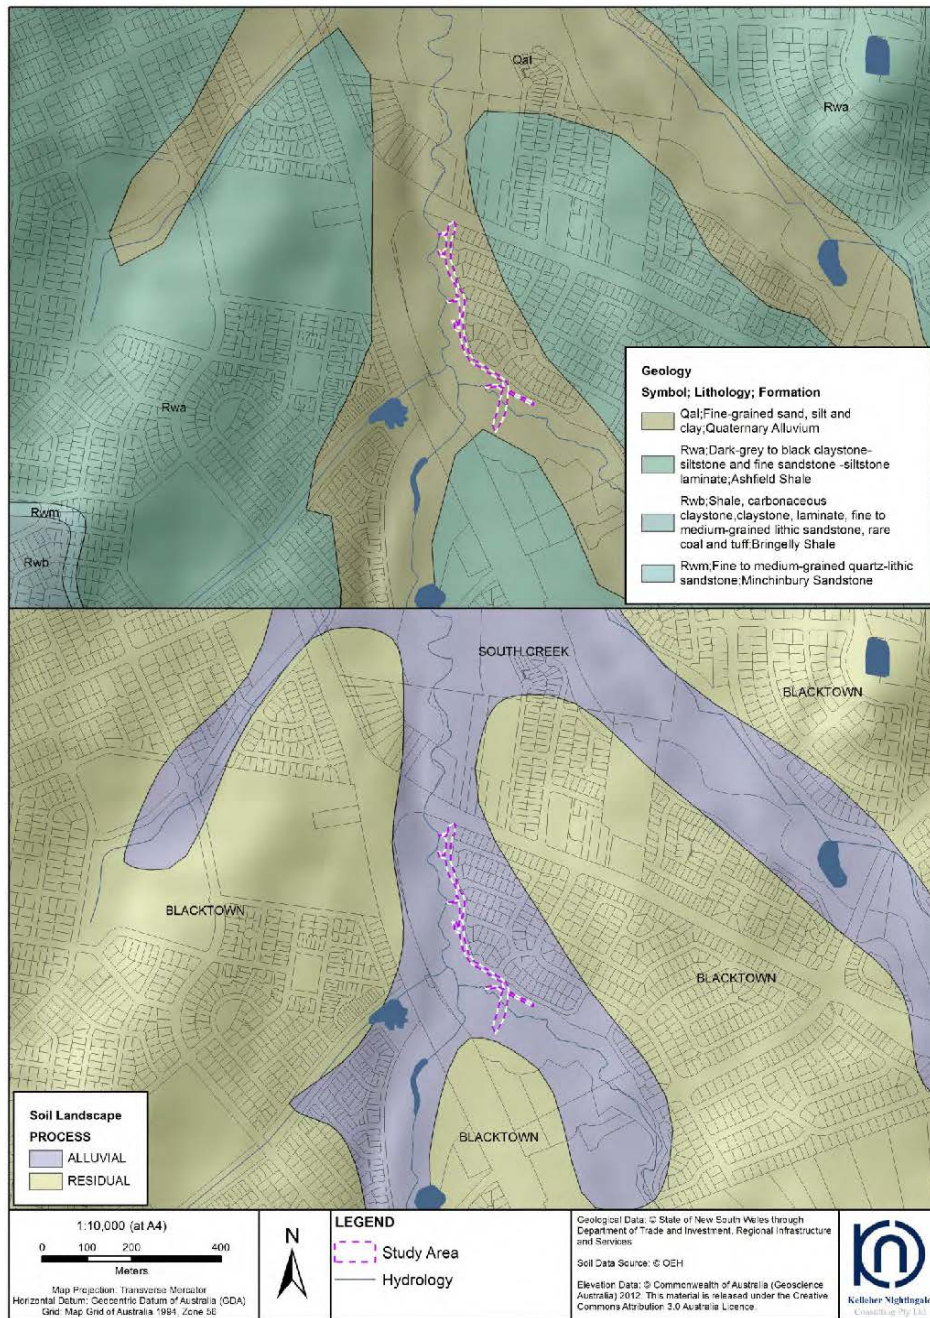 Qal
Rwa
Geology
Symbol; Lithology; Formation
Qal;Fine-grained sand, silt and
clay;Quaternary Alluvium
Rwa;Dark-grey to black claystone-
siltstone and fine sandstone -siltstone
laminate;Ashfield Shale
Rwb;Shale, carbonaceous
claystone,claystone, laminate, fine to
medium-grained lithic sandstone, rare
coal and tuff;Bringelly Shale
Rwm;Fine to medium-grained quartz-lithic
sandstone;Minchinbury Sandstone
Rwa
Rwm
Rwb
SOUTH CREEK
BLACKTOWN
BLACKTOWN
BLACKTOWN
BLACKTOWN
Soil Landscape
PROCESS
ALLUVIAL
RESIDUAL
1:10,000 (at A4)
0 100 200 400
Meters
Map Projection: Transverse Mercator
Horizontal Datum: Geocentric Datum of Australia (GDA)
Grid: Map Grid of Australia 1994, Zone 56
N
LEGEND
Study Area
Hydrology
Geological Data: © State of New South Wales through
Department of Trade and Investment, Regional Infrastructure
and Services
Soil Data Source: © OEH
Elevation Data: © Commonwealth of Australia (Geoscience
Australia) 2012. This material is released under the Creative
Commons Attribution 3.0 Australia Licence.
Kelleher Nightingale
Consulting Pty Ltd